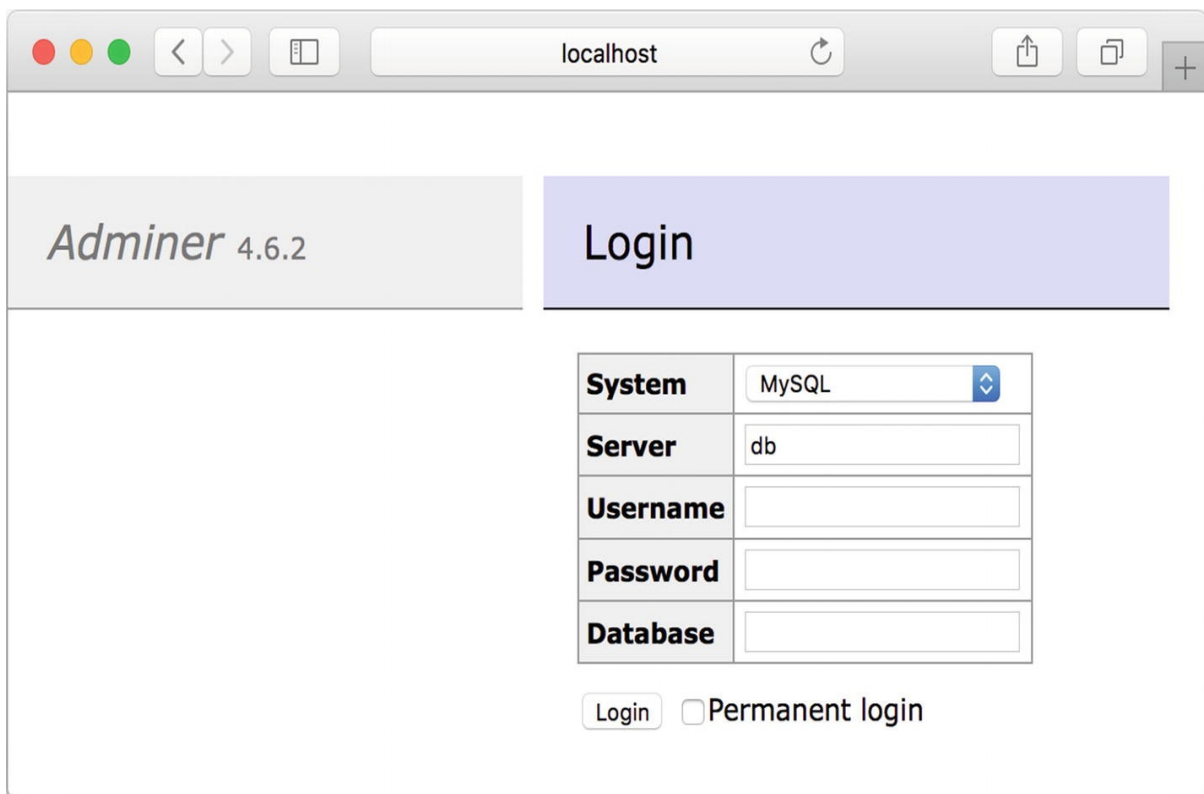 localhost
Adminer 4.6.2
Login
System MySQL
Server db
Username
Password
Database
Login Permanent login